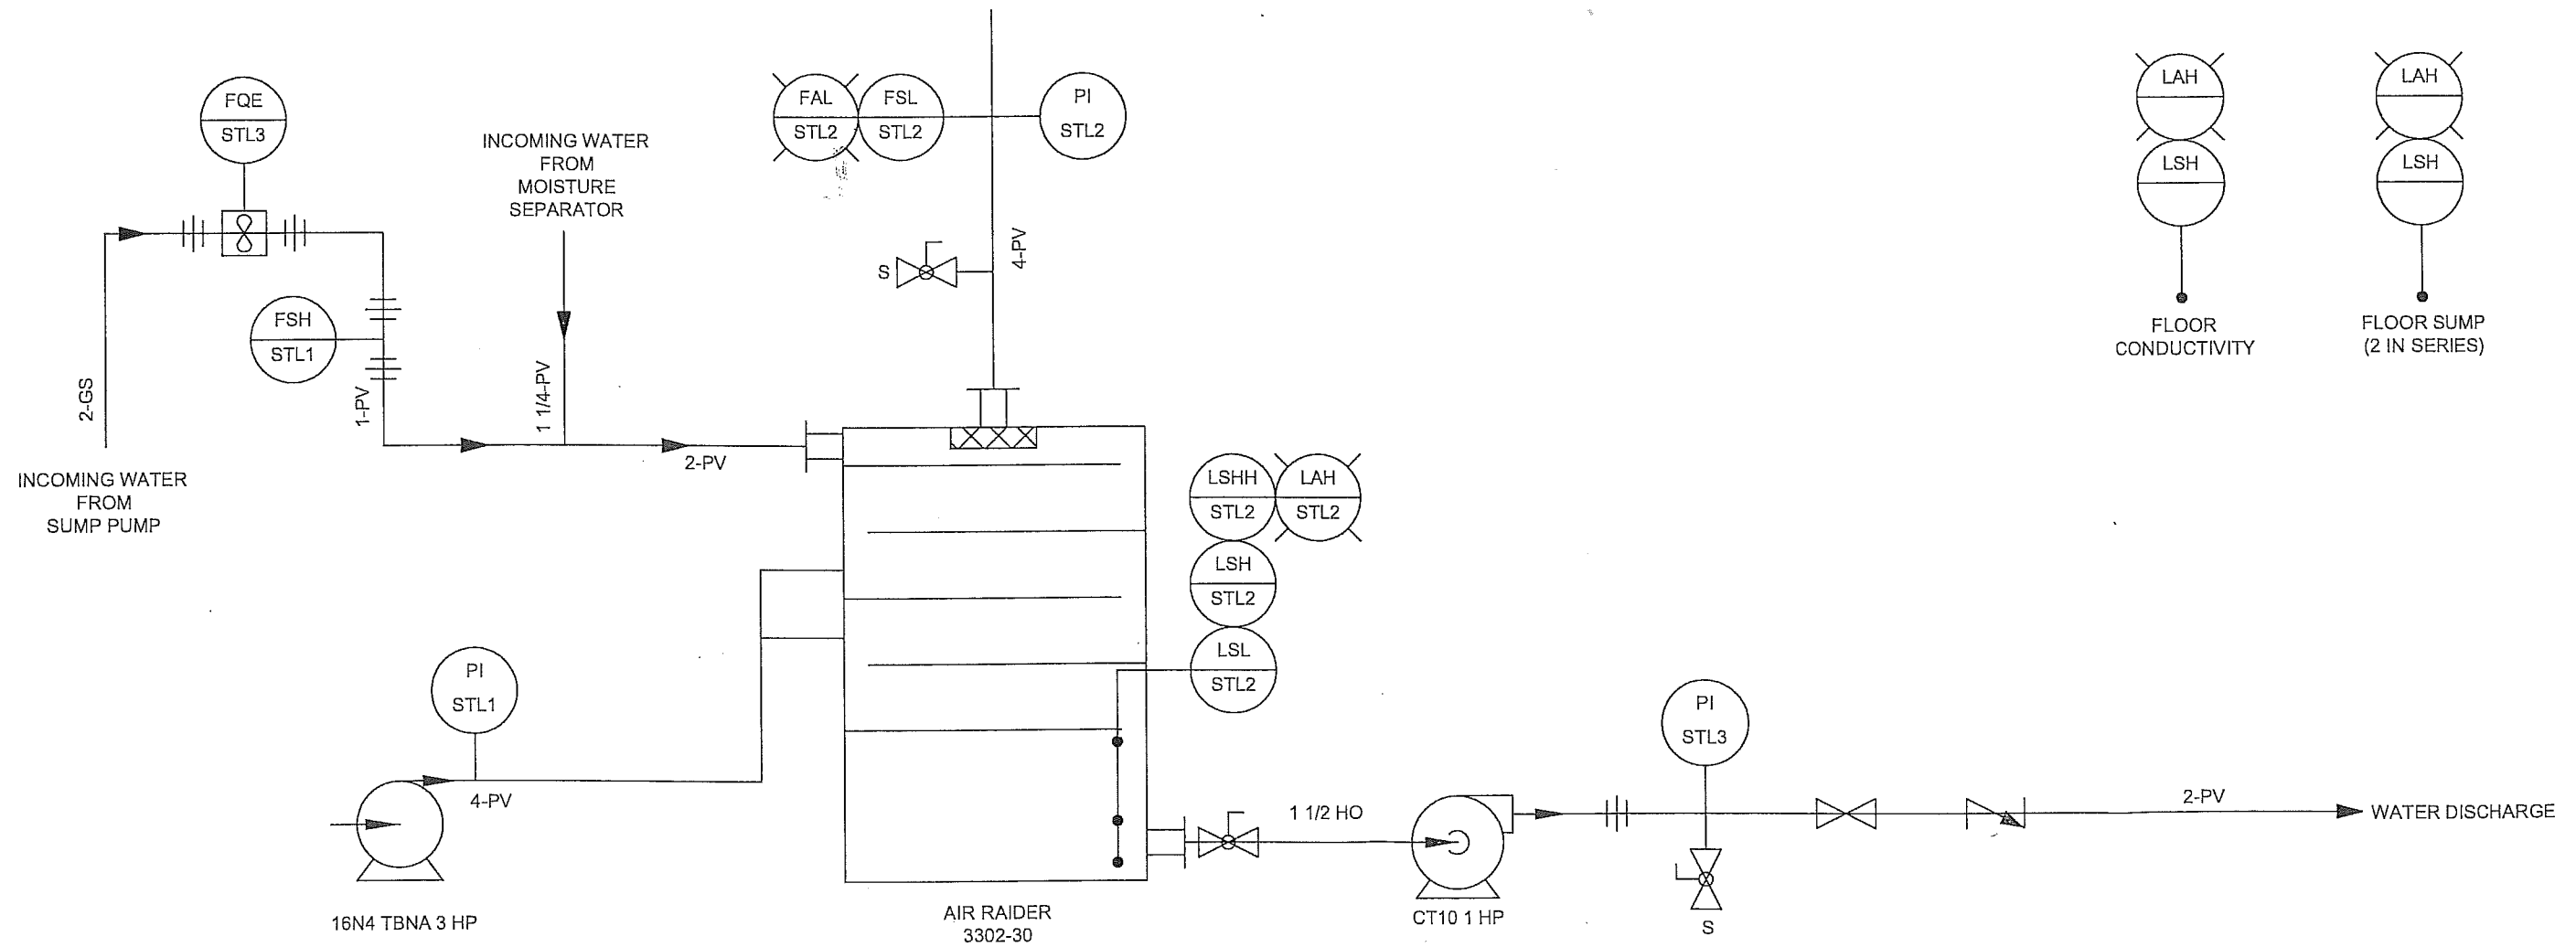 FQE
STL3
INCOMING WATER
FROM
MOISTURE
SEPARATOR
FAL
STL2
FSL
STL2
PI
STL2
LAH
LSH
FLOOR
CONDUCTIVITY
LAH
LSH
FLOOR SUMP
(2 IN SERIES)
S
4-PV
FSH
STL1
2-GS
1-PV
1 1/4-PV
2-PV
INCOMING WATER
FROM
SUMP PUMP
LSHH
STL2
LAH
STL2
LSH
STL2
LSL
STL2
PI
STL1
4-PV
16N4 TBNA 3 HP
AIR RAIDER
3302-30
1 1/2 HO
CT10 1 HP
PI
STL3
S
2-PV
WATER DISCHARGE